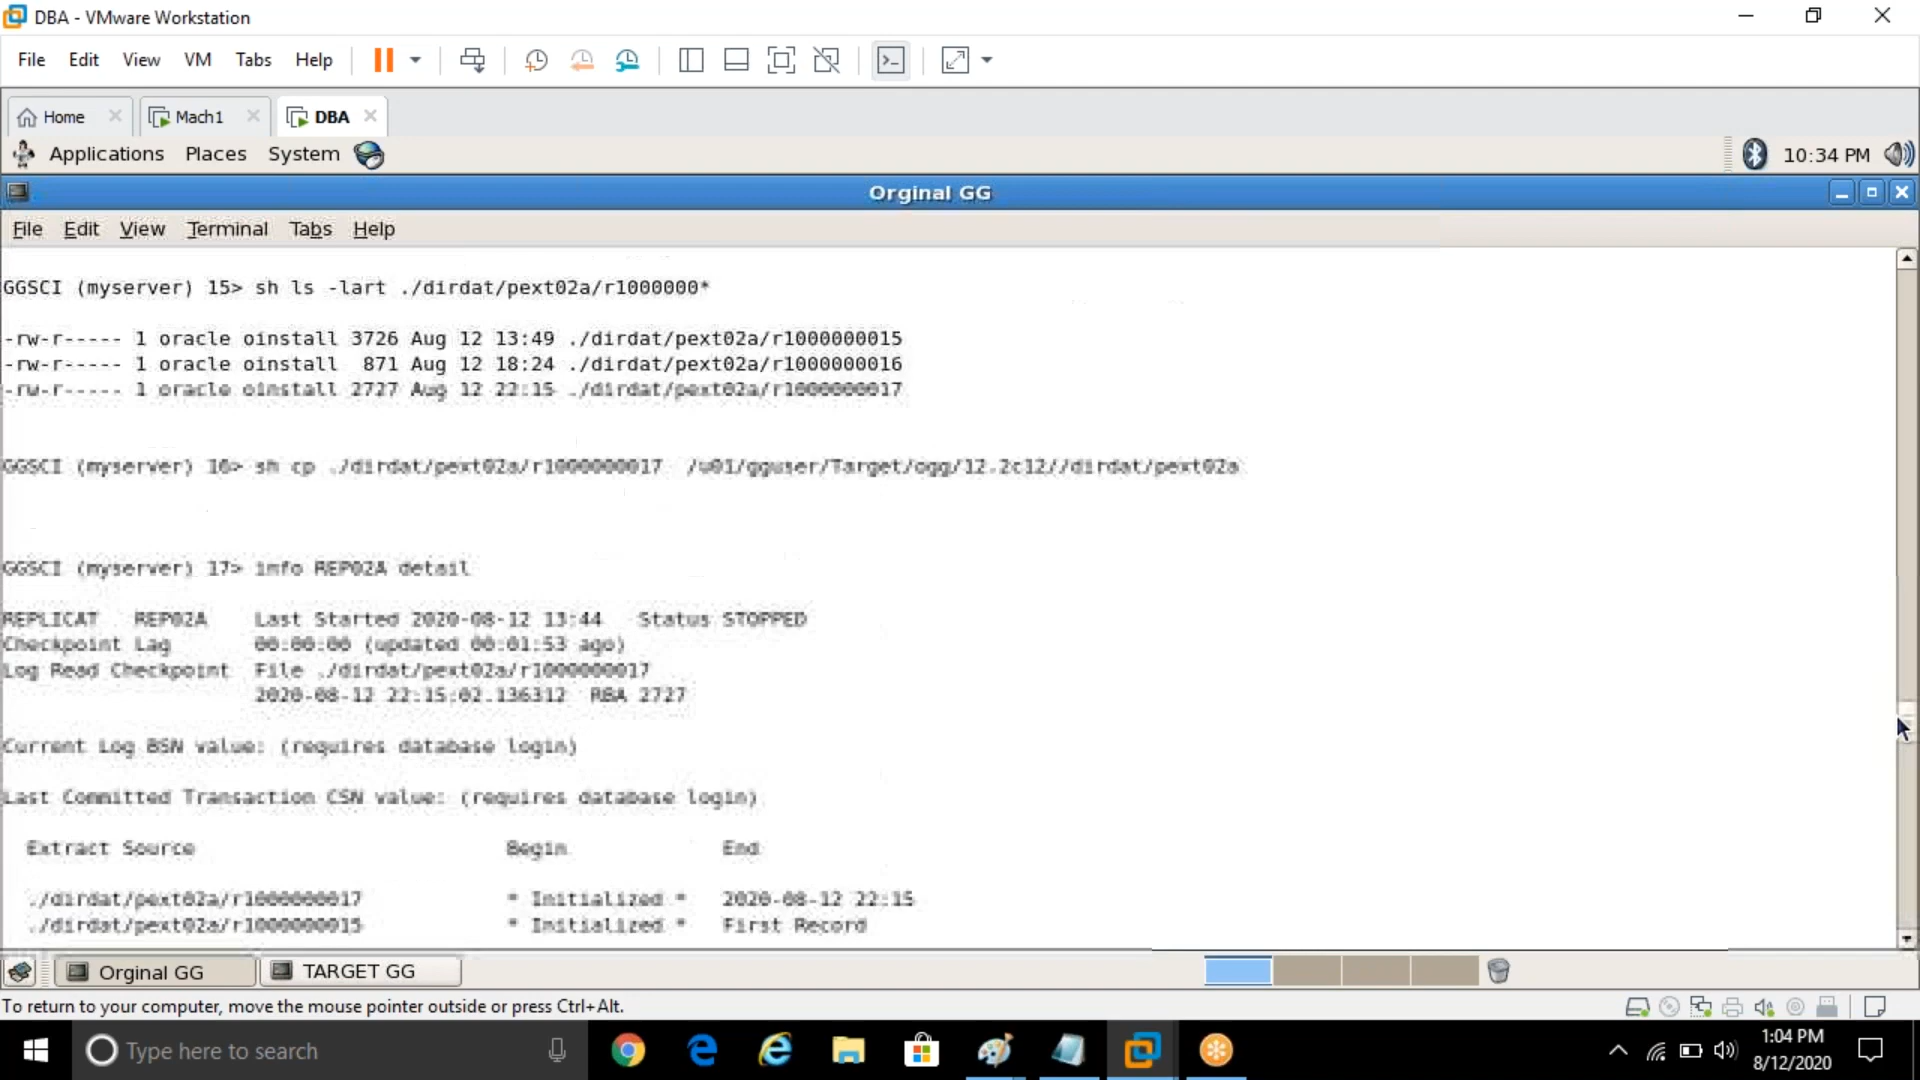 DBA - VMware Workstation
File Edit View VM Tabs Help
Home Mach1 DBA
Applications Places System 10:34 PM
Orginal GG
File Edit View Terminal Tabs Help
GGSCI (myserver) 15> sh ls -lart ./dirdat/pext02a/r1000000*
-rw-r----- 1 oracle oinstall 3726 Aug 12 13:49 ./dirdat/pext02a/r1000000015
-rw-r----- 1 oracle oinstall  871 Aug 12 18:24 ./dirdat/pext02a/r1000000016
-rw-r----- 1 oracle oinstall 2727 Aug 12 22:15 ./dirdat/pext02a/r1000000017
GGSCI (myserver) 16> sh cp ./dirdat/pext02a/r1000000017  /u01/gguser/Target/ogg/12.2c12//dirdat/pext02a
GGSCI (myserver) 17> info REP02A detail
REPLICAT   REP02A    Last Started 2020-08-12 13:44   Status STOPPED
Checkpoint Lag       00:00:00 (updated 00:01:53 ago)
Log Read Checkpoint  File ./dirdat/pext02a/r1000000017
2020-08-12 22:15:02.136312  RBA 2727
Current Log BSN value: (requires database login)
Last Committed Transaction CSN value: (requires database login)
Extract Source                          Begin             End
./dirdat/pext02a/r1000000017            * Initialized *   2020-08-12 22:15
./dirdat/pext02a/r1000000015            * Initialized *   First Record
Orginal GG TARGET GG
To return to your computer, move the mouse pointer outside or press Ctrl+Alt.
Type here to search
1:04 PM
8/12/2020